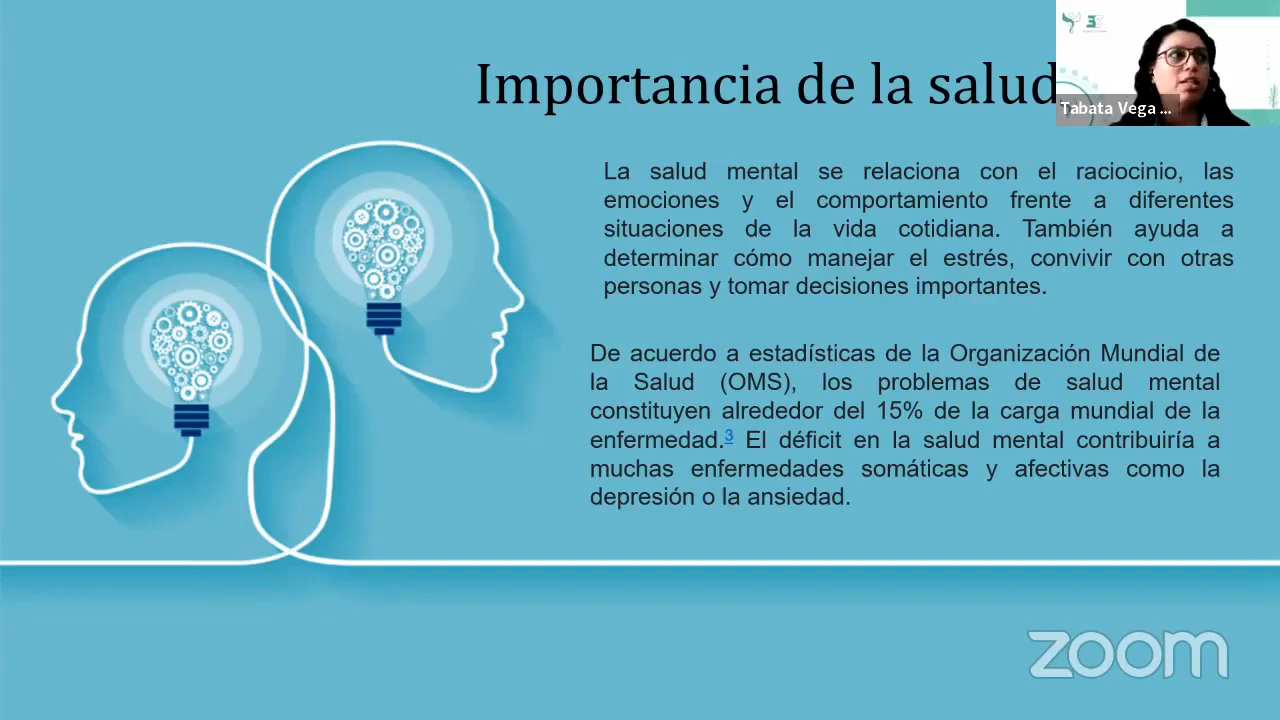 Importancia de la salud
Tabata Vega ...
La salud mental se relaciona con el raciocinio, las
emociones y el comportamiento frente a diferentes
situaciones de la vida cotidiana. También ayuda a
determinar cómo manejar el estrés, convivir con otras
personas y tomar decisiones importantes.
De acuerdo a estadísticas de la Organización Mundial de
la Salud (OMS), los problemas de salud mental
constituyen alrededor del 15% de la carga mundial de la
enfermedad.3 El déficit en la salud mental contribuiría a
muchas enfermedades somáticas y afectivas como la
depresión o la ansiedad.
zoom